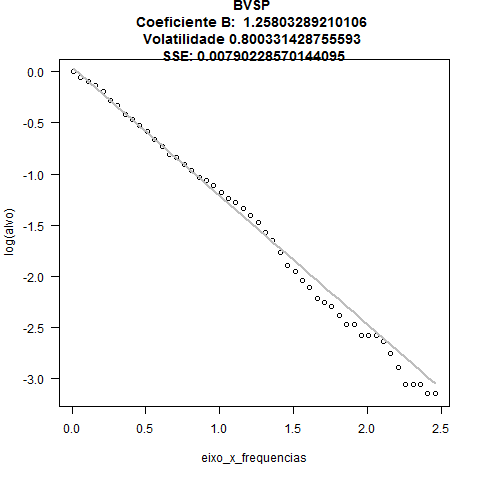 BVSP
Coeficiente B: 1.25803289210106
Volatilidade 0.800331428755593
SSE: 0.00790228570144095
0.0
-0.5
-1.0
-1.5
-2.0
-2.5
-3.0
log(alvo)
0.0 0.5 1.0 1.5 2.0 2.5
eixo_x_frequencias